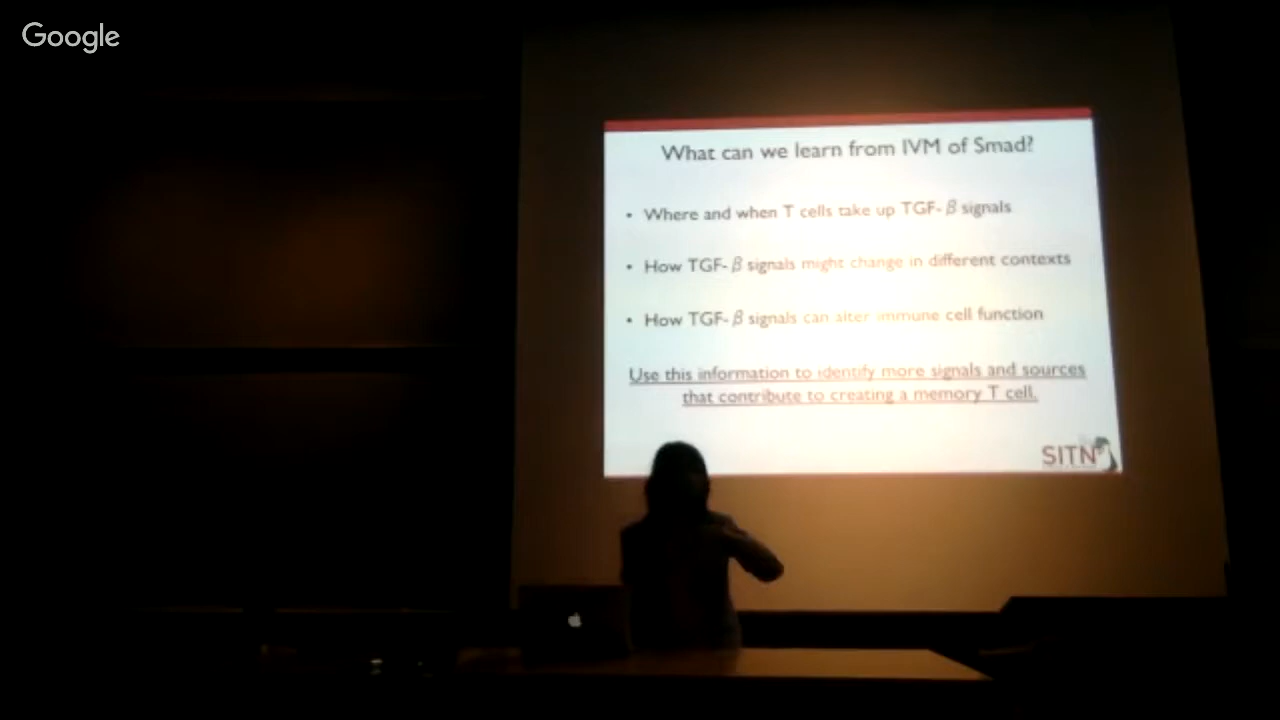 Google
What can we learn from IVM of Smad?
• Where and when T cells take up TGF-β signals
• How TGF-β signals might change in different contexts
• How TGF-β signals can alter immune cell function
Use this information to identify more signals and sources
that contribute to creating a memory T cell.
SITN